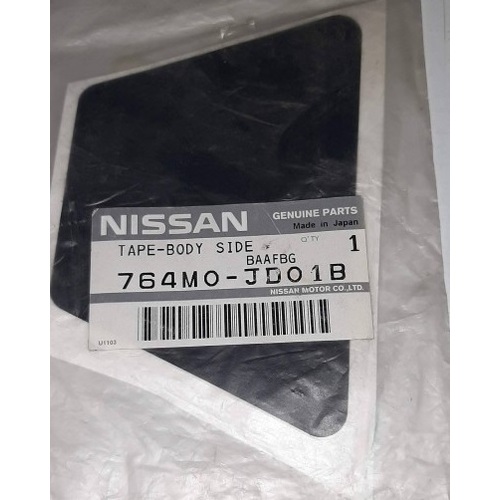 NISSAN
GENUINE PARTS
Made in Japan
TAPE-BODY SIDE
Q'TY 1
BAAFBG
764M0-JD01B
NISSAN MOTOR CO.,LTD.
U1103